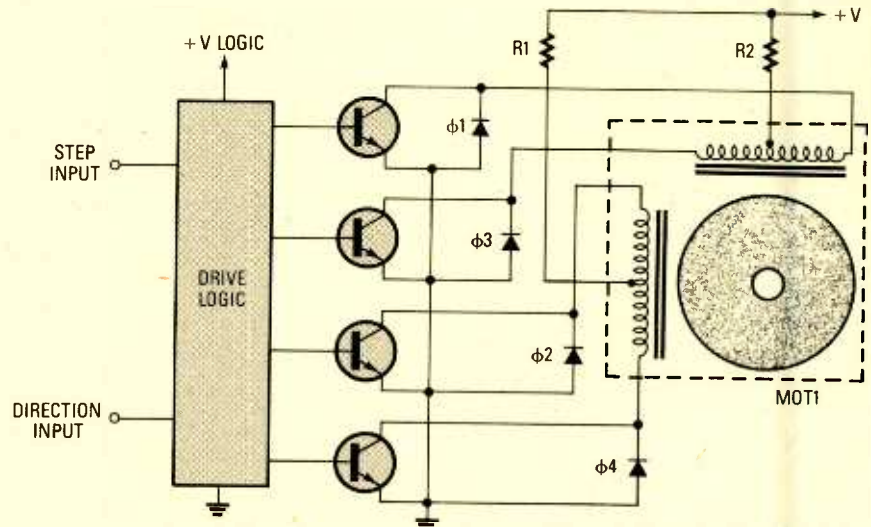 +V
R1
R2
+V LOGIC
ϕ1
STEP
INPUT
ϕ3
DRIVE
LOGIC
ϕ2
MOT1
DIRECTION
INPUT
ϕ4